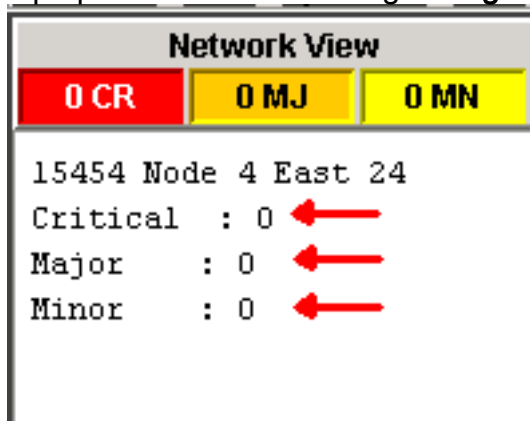 Network View
0 CR 0 MJ 0 MN
15454 Node 4 East 24
Critical : 0
Major : 0
Minor : 0